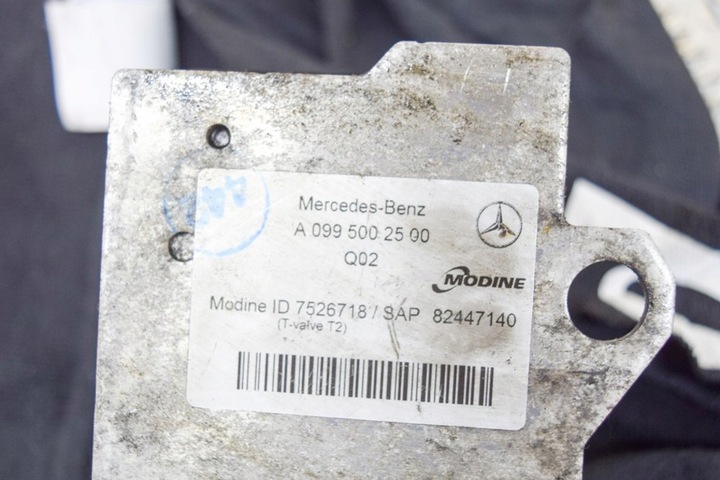 Mercedes-Benz
A 099 500 25 00
Q02
MODINE
Modine ID 7526718 / SAP 82447140
(T-valve T2)